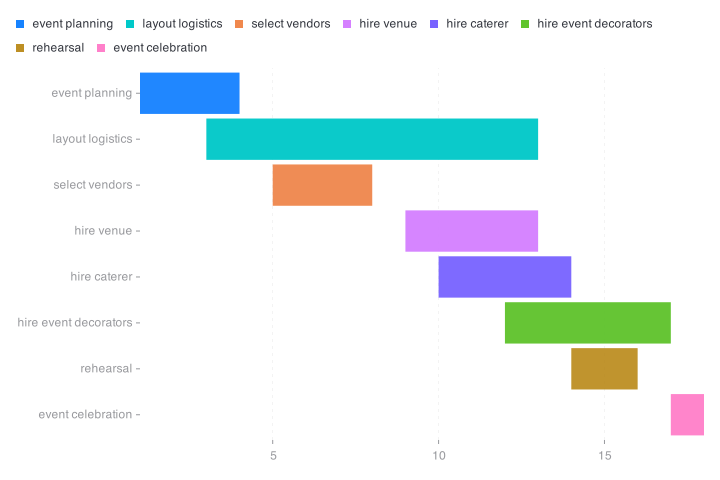 event planning layout logistics select vendors hire venue hire caterer hire event decorators
rehearsal event celebration
event planning
layout logistics
select vendors
hire venue
hire caterer
hire event decorators
rehearsal
event celebration
5 10 15